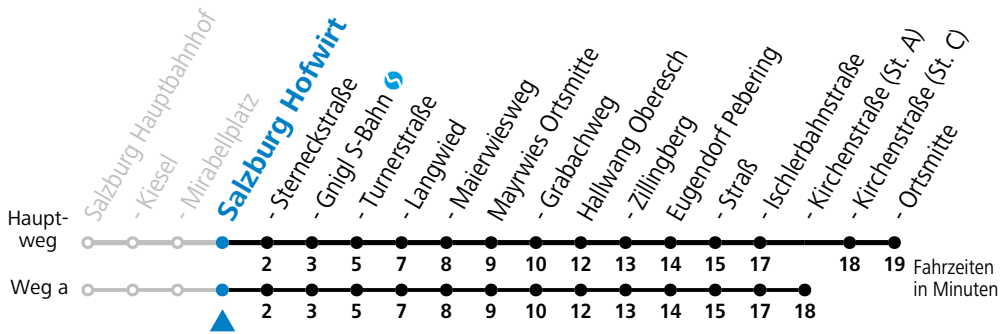 Salzburg Hauptbahnhof
- Kiesel
- Mirabellplatz
Salzburg Hofwirt
- Sterneckstraße
- Gnigl S-Bahn
- Turnerstraße
- Langwied
- Maierwiesweg
Mayrwies Ortsmitte
- Grabachweg
Hallwang Oberesch
- Zillingberg
Eugendorf Pebering
- Straß
- Ischlerbahnstraße
- Kirchenstraße (St. A)
- Kirchenstraße (St. C)
- Ortsmitte
Haupt-
weg
2 3 5 7 8 9 10 12 13 14 15 17 18 19
Fahrzeiten
in Minuten
Weg a
2 3 5 7 8 9 10 12 13 14 15 17 18